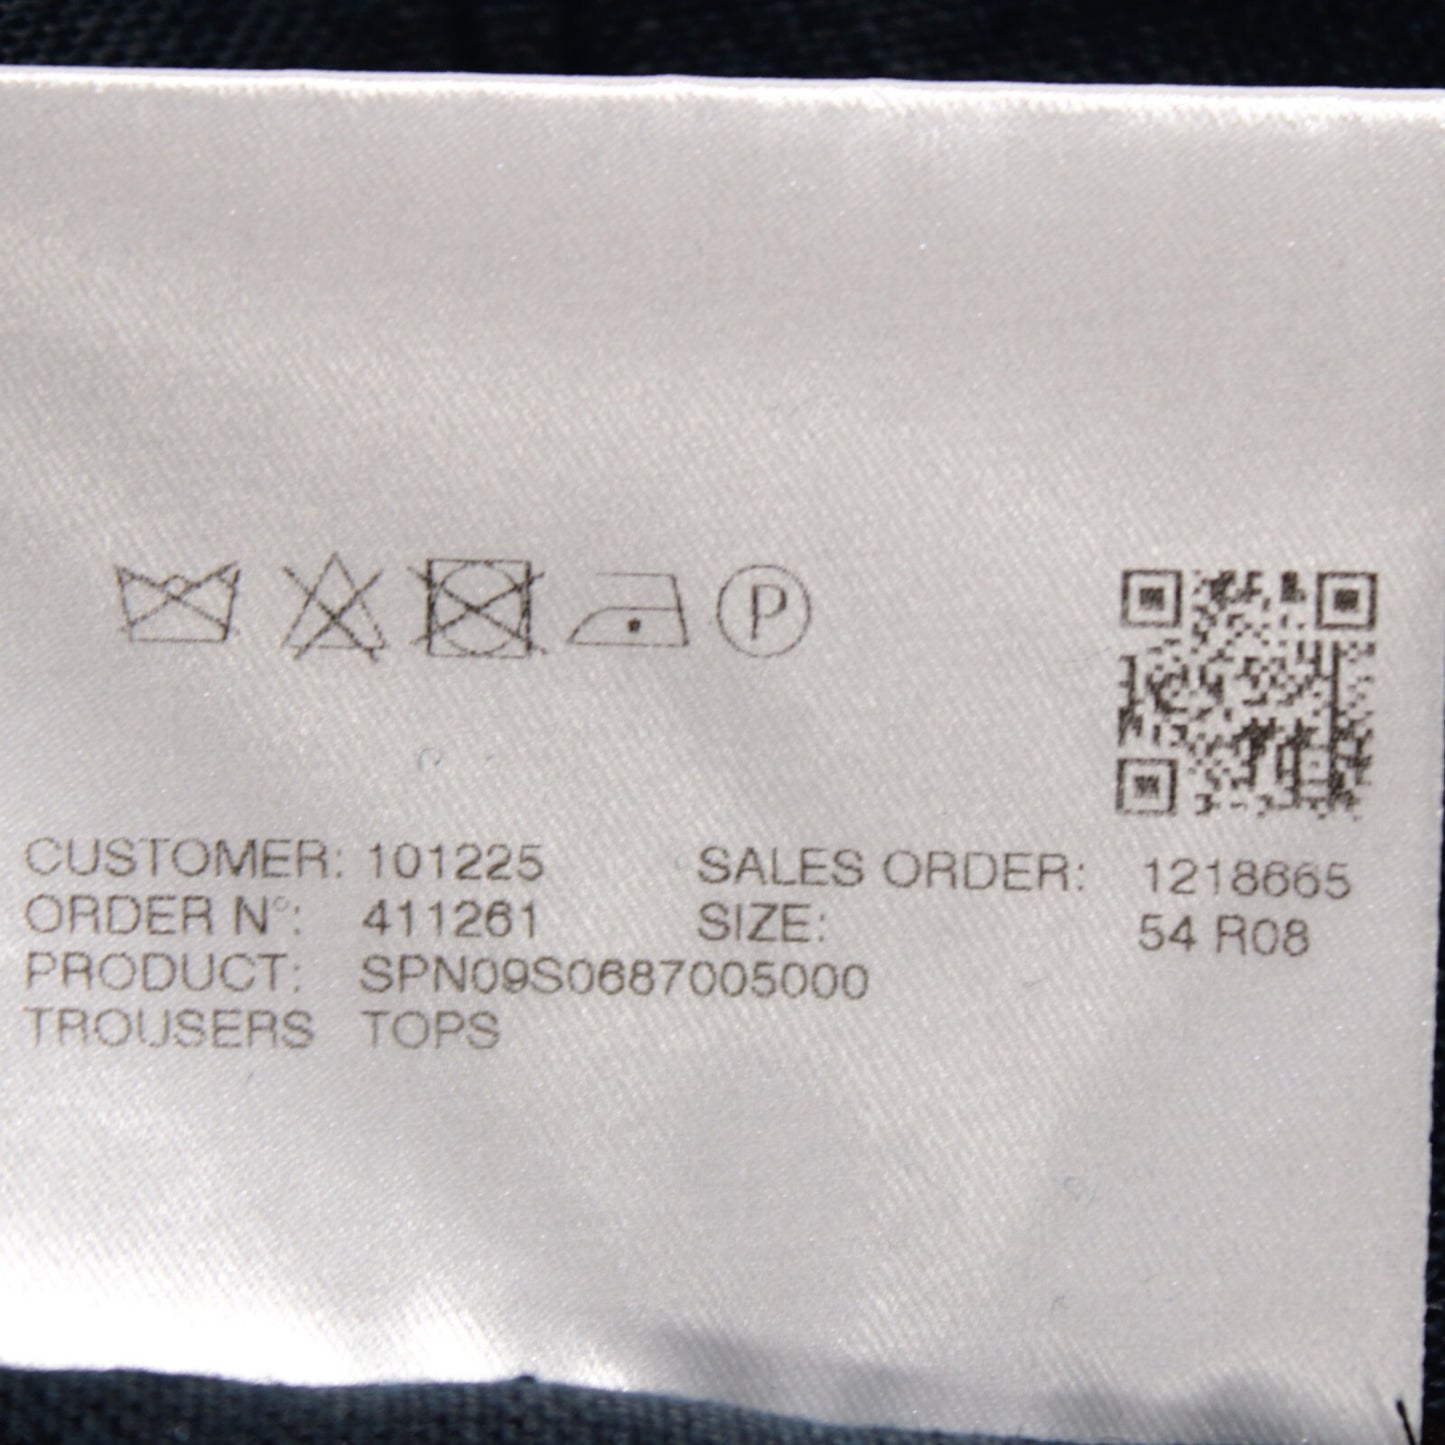 P
CUSTOMER: 101225 SALES ORDER: 1218665
ORDER N°: 411261 SIZE: 54 R08
PRODUCT: SPN09S0687005000
TROUSERS TOPS